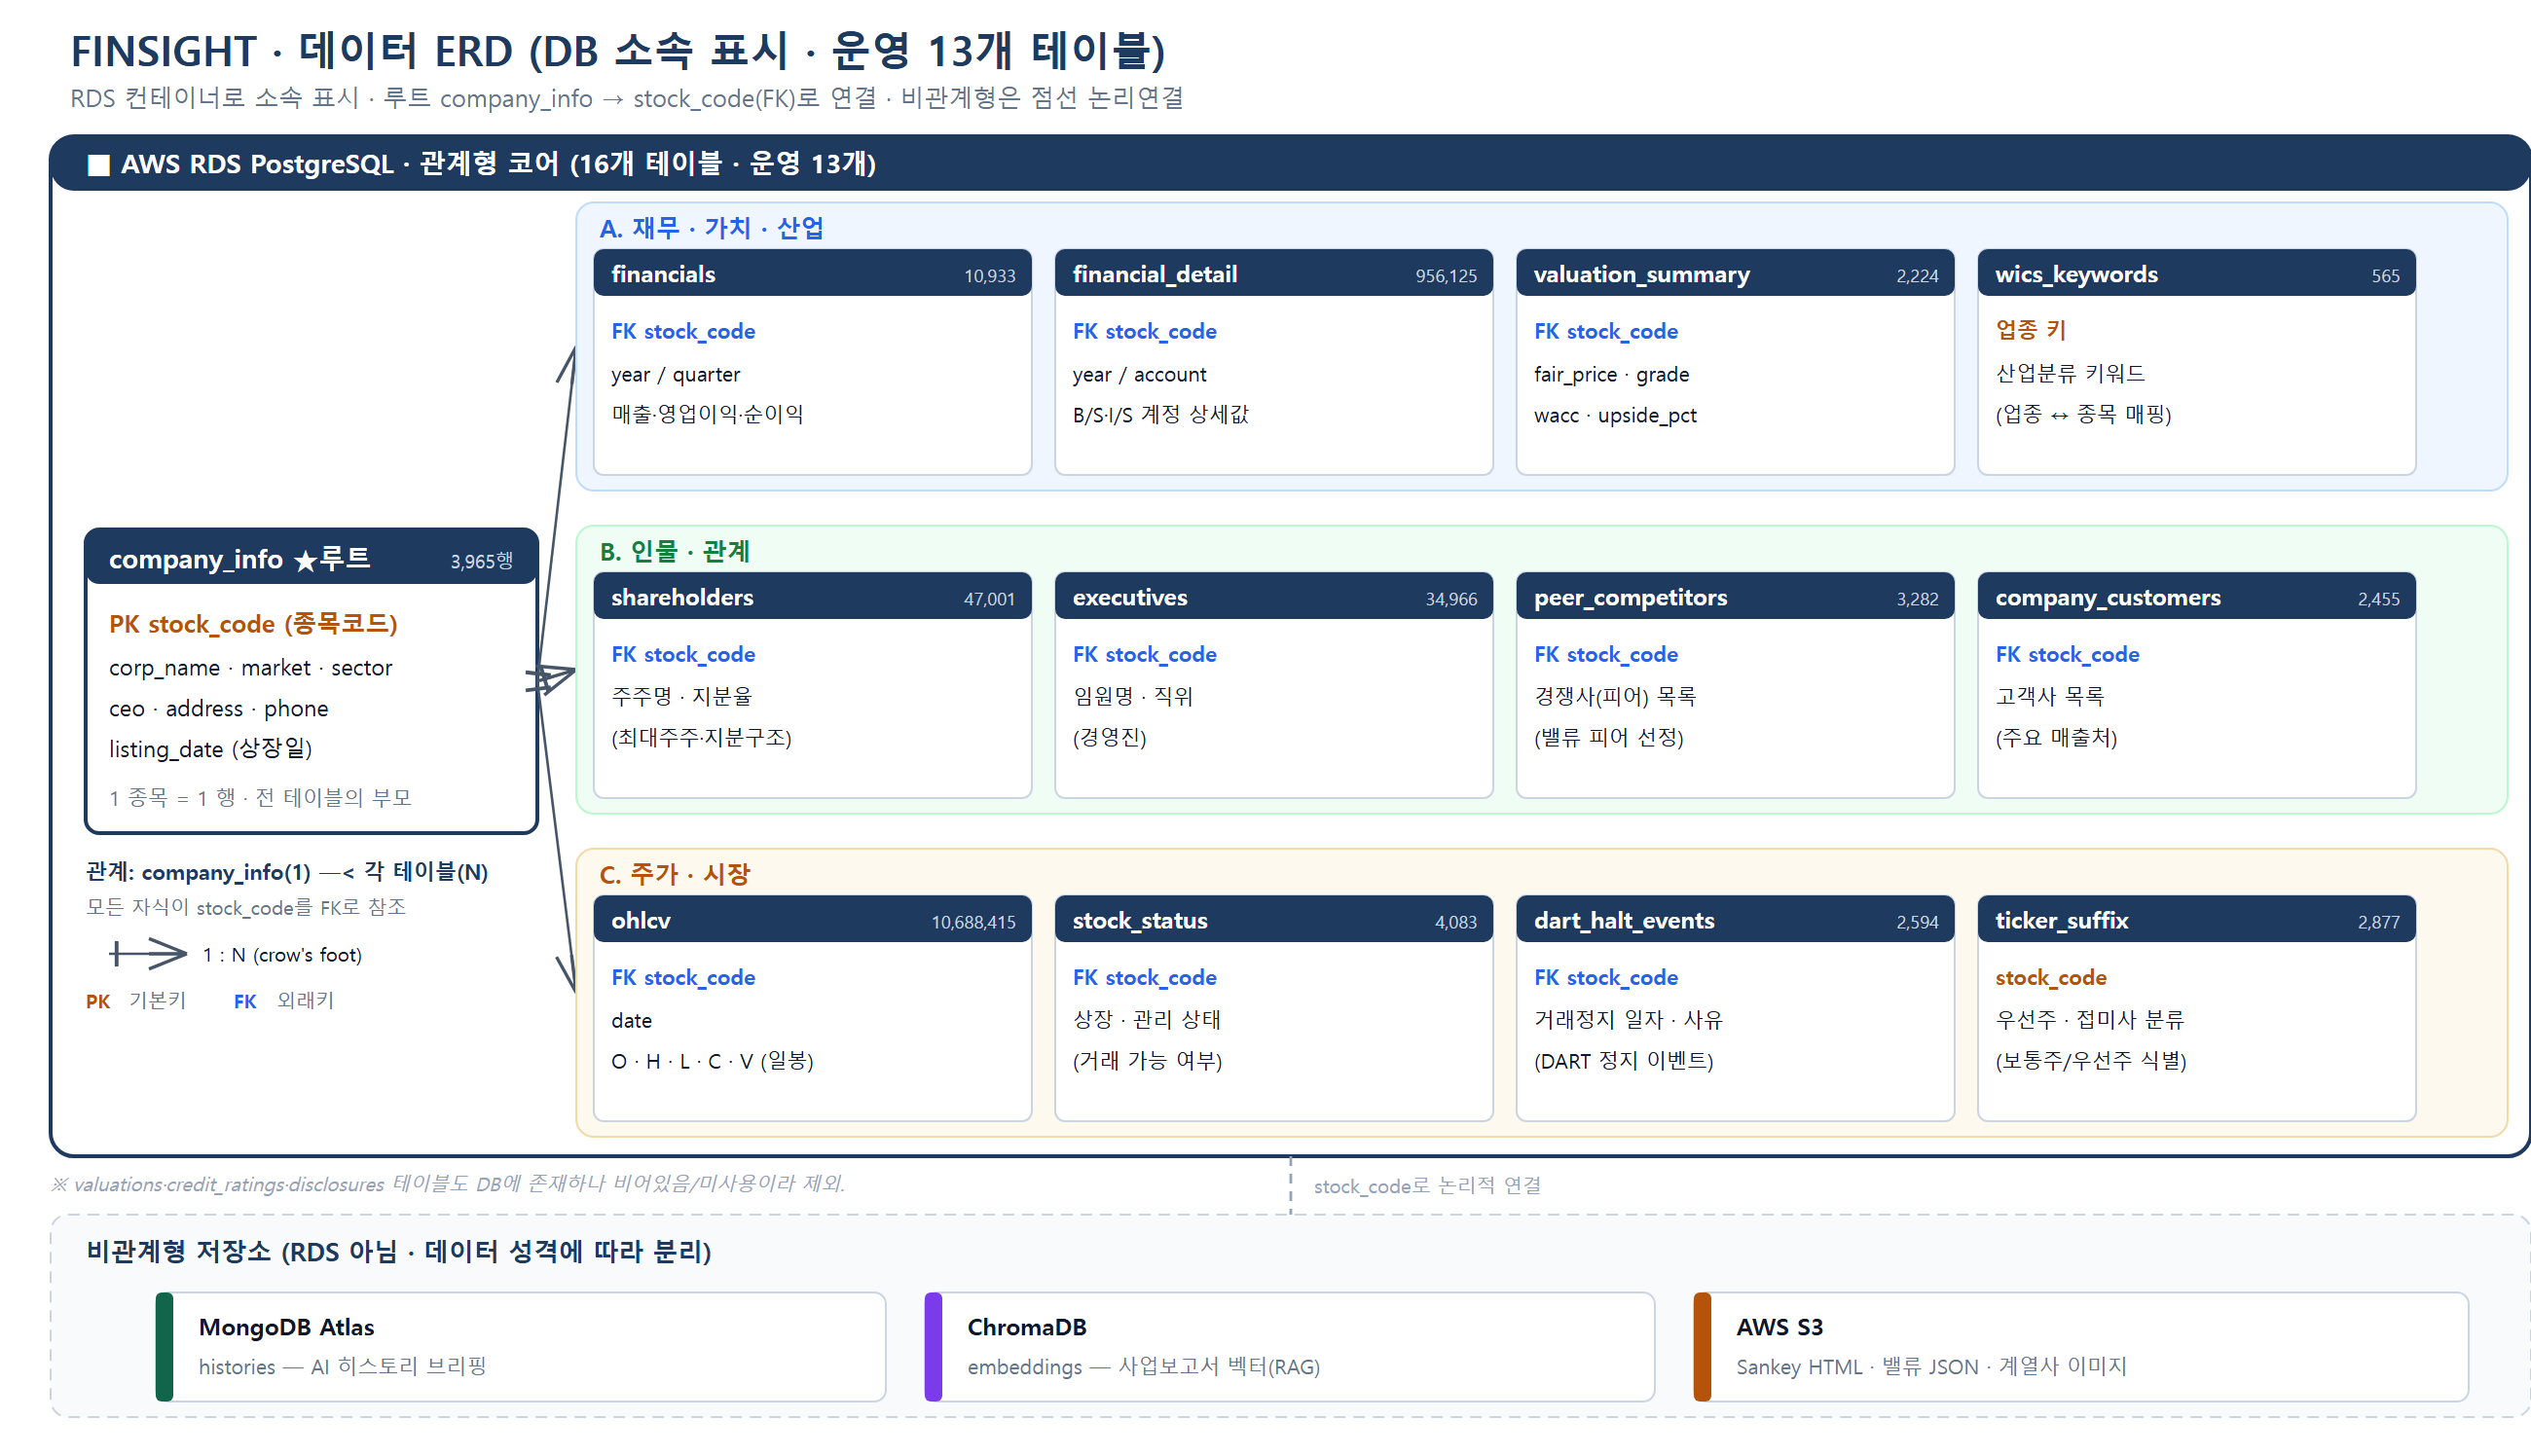 FINSIGHT · 데이터 ERD (DB 소속 표시 · 운영 13개 테이블)
RDS 컨테이너로 소속 표시 · 루트 company_info → stock_code(FK)로 연결 · 비관계형은 점선 논리연결
■ AWS RDS PostgreSQL · 관계형 코어 (16개 테이블 · 운영 13개)
company_info ★루트 3,965행
PK stock_code (종목코드)
corp_name · market · sector
ceo · address · phone
listing_date (상장일)
1 종목 = 1 행 · 전 테이블의 부모
관계: company_info(1) —< 각 테이블(N)
모든 자식이 stock_code를 FK로 참조
1 : N (crow's foot)
PK 기본키 FK 외래키
A. 재무 · 가치 · 산업
financials 10,933
FK stock_code
year / quarter
매출·영업이익·순이익
financial_detail 956,125
FK stock_code
year / account
B/S·I/S 계정 상세값
valuation_summary 2,224
FK stock_code
fair_price · grade
wacc · upside_pct
wics_keywords 565
업종 키
산업분류 키워드
(업종 ↔ 종목 매핑)
B. 인물 · 관계
shareholders 47,001
FK stock_code
주주명 · 지분율
(최대주주·지분구조)
executives 34,966
FK stock_code
임원명 · 직위
(경영진)
peer_competitors 3,282
FK stock_code
경쟁사(피어) 목록
(밸류 피어 선정)
company_customers 2,455
FK stock_code
고객사 목록
(주요 매출처)
C. 주가 · 시장
ohlcv 10,688,415
FK stock_code
date
O · H · L · C · V (일봉)
stock_status 4,083
FK stock_code
상장 · 관리 상태
(거래 가능 여부)
dart_halt_events 2,594
FK stock_code
거래정지 일자 · 사유
(DART 정지 이벤트)
ticker_suffix 2,877
stock_code
우선주 · 접미사 분류
(보통주/우선주 식별)
※ valuations·credit_ratings·disclosures 테이블도 DB에 존재하나 비어있음/미사용이라 제외.
stock_code로 논리적 연결
비관계형 저장소 (RDS 아님 · 데이터 성격에 따라 분리)
MongoDB Atlas
histories — AI 히스토리 브리핑
ChromaDB
embeddings — 사업보고서 벡터(RAG)
AWS S3
Sankey HTML · 밸류 JSON · 계열사 이미지